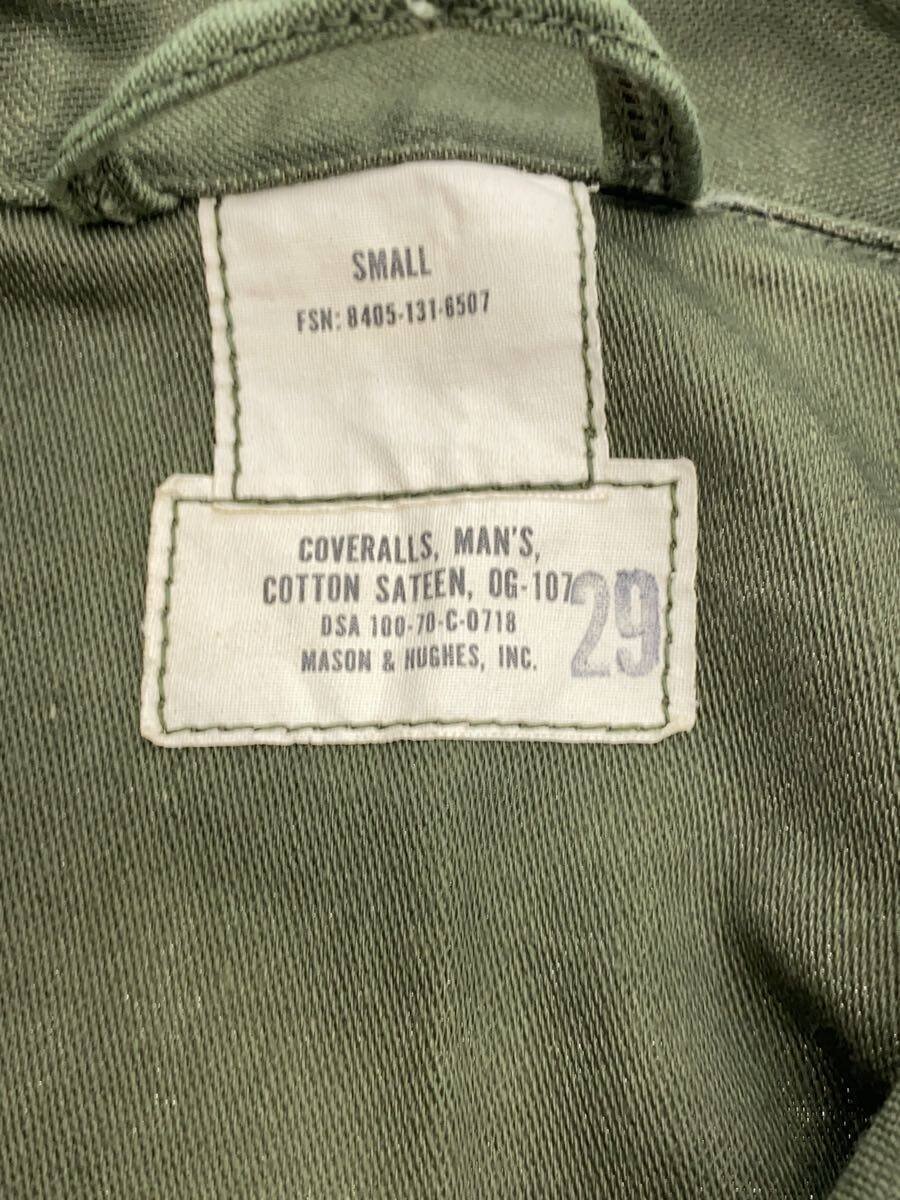 SMALL
FSN: 8405-131-6507
COVERALLS, MAN'S,
COTTON SATEEN, OG-107
DSA 100-70-C-0718
MASON & HUGHES, INC.
29